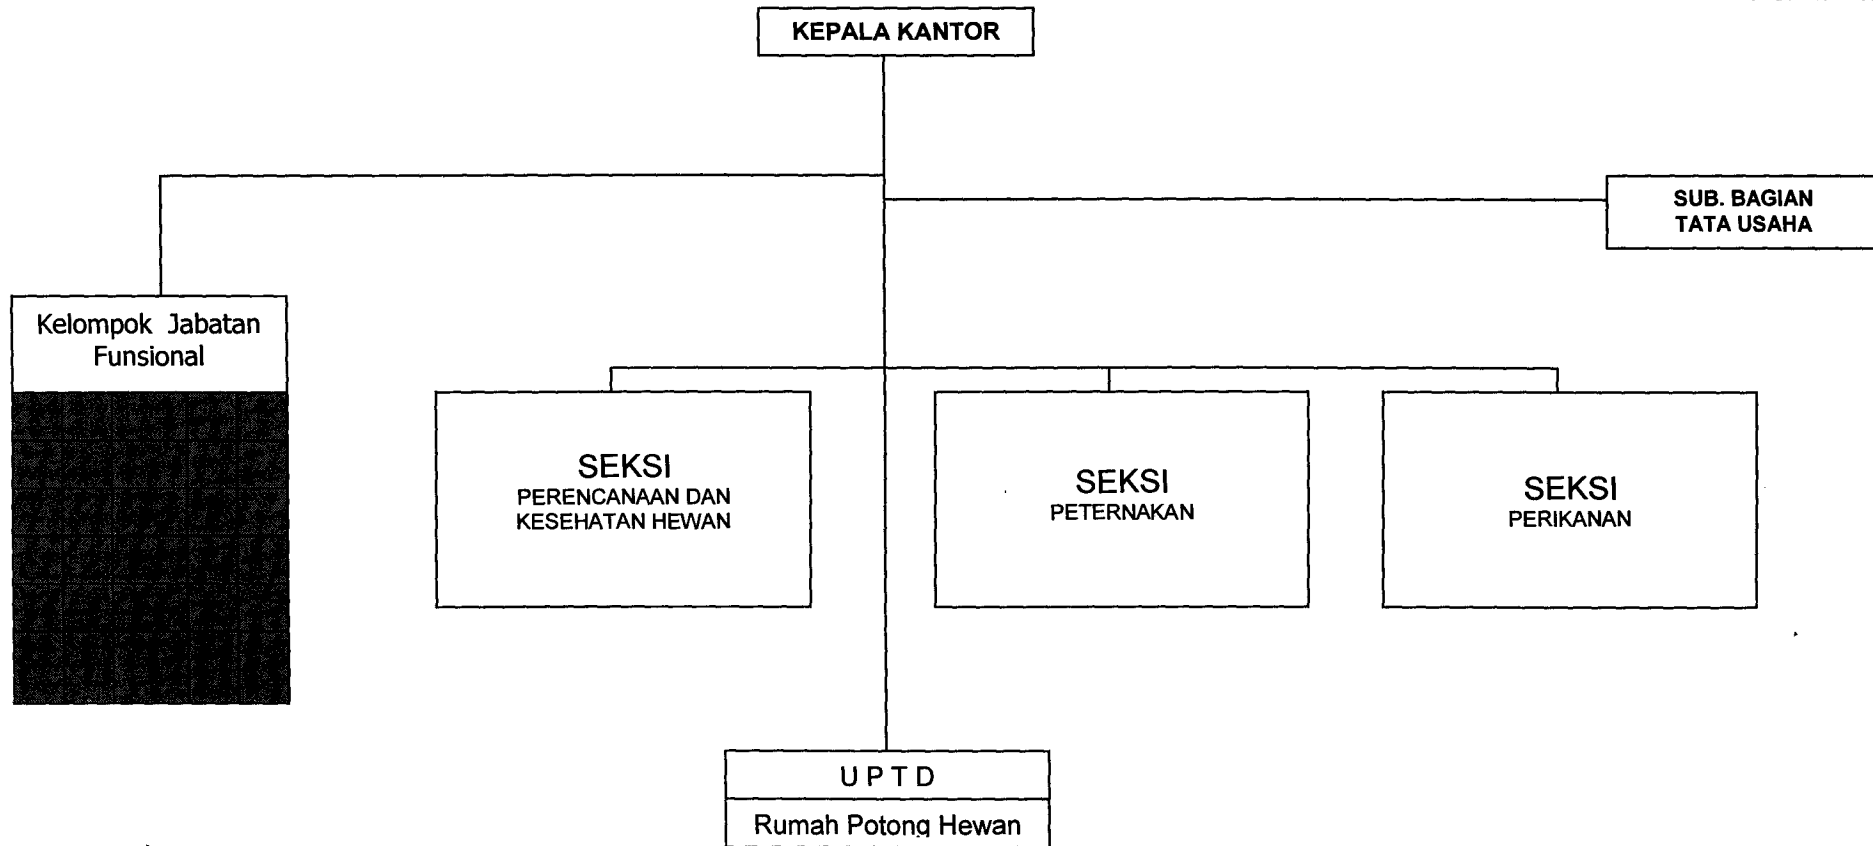 KEPALA KANTOR
SUB. BAGIAN
TATA USAHA
Kelompok Jabatan
Funsional
SEKSI
PERENCANAAN DAN
KESEHATAN HEWAN
SEKSI
PETERNAKAN
SEKSI
PERIKANAN
U P T D
Rumah Potong Hewan